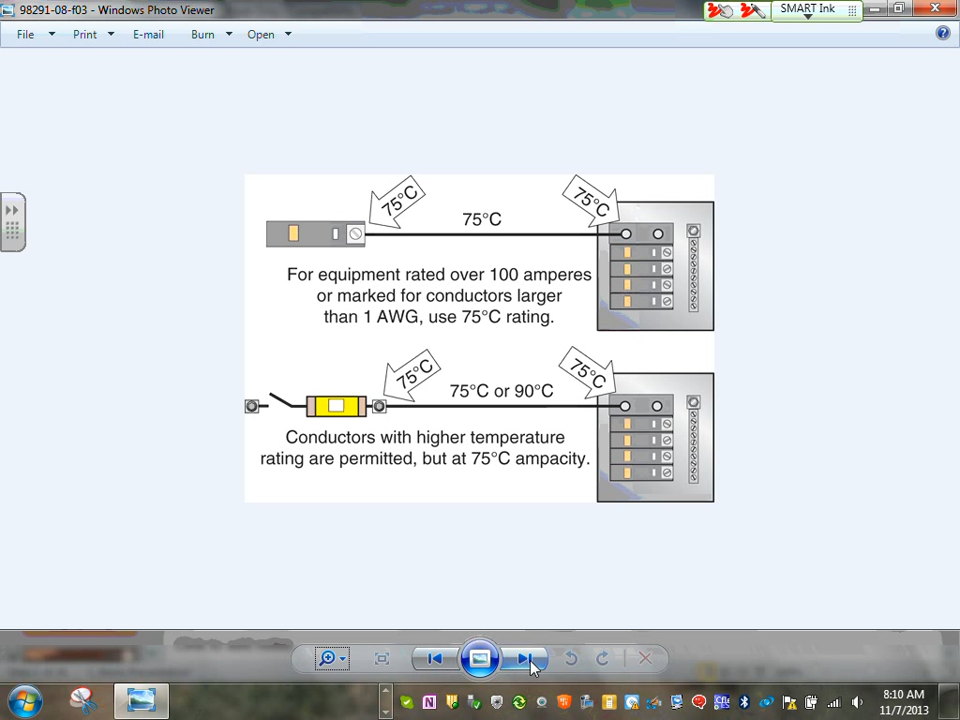 98291-08-f03 - Windows Photo Viewer
SMART Ink
File Print E-mail Burn Open
75°C 75°C
75°C
For equipment rated over 100 amperes
or marked for conductors larger
than 1 AWG, use 75°C rating.
75°C 75°C
75°C or 90°C
Conductors with higher temperature
rating are permitted, but at 75°C ampacity.
8:10 AM
11/7/2013